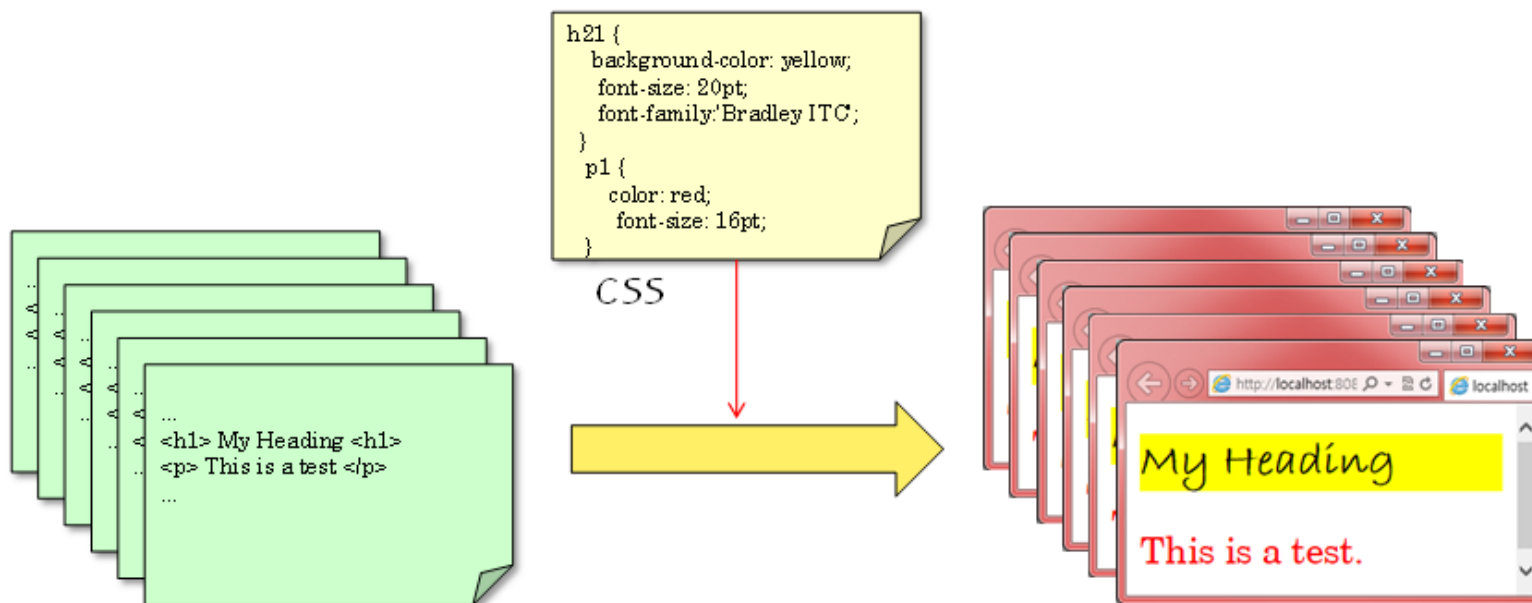 h21 {
background-color: yellow;
font-size: 20pt;
font-family:'Bradley ITC';
}
p1 {
color: red;
font-size: 16pt;
}
CSS
...
<h1> My Heading <h1>
<p> This is a test </p>
...
http://localhost:808
localhost
My Heading
This is a test.